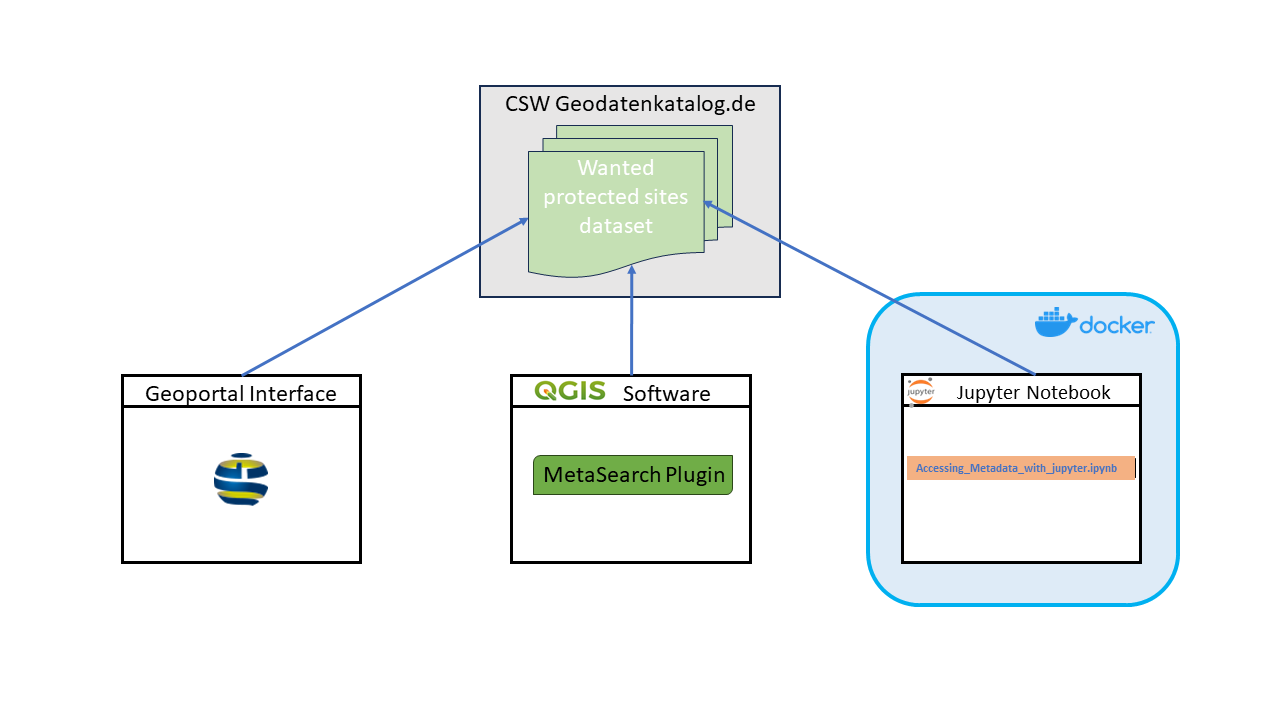 CSW Geodatenkatalog.de
Wanted
protected sites
dataset
docker
Geoportal Interface
QGIS Software
jupyter Jupyter Notebook
MetaSearch Plugin
Accessing_Metadata_with_jupyter.ipynb